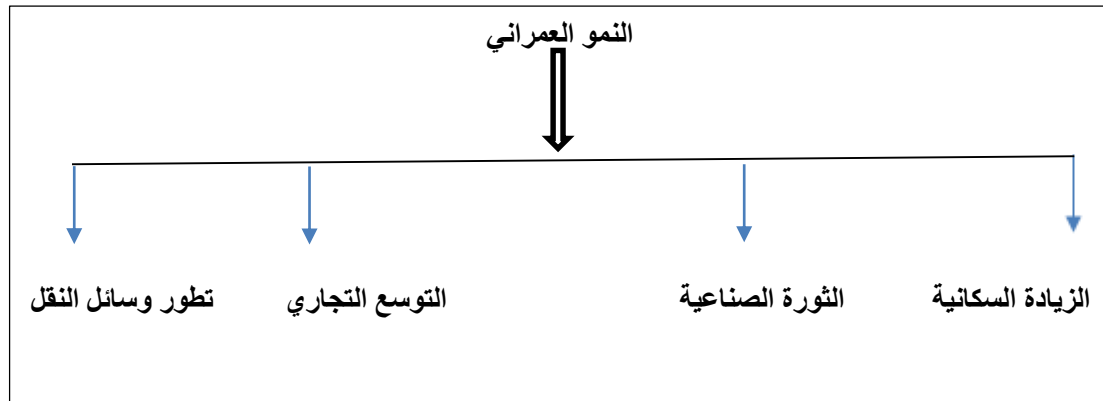 النمو العمراني
الزيادة السكانية
الثورة الصناعية
التوسع التجاري
تطور وسائل النقل